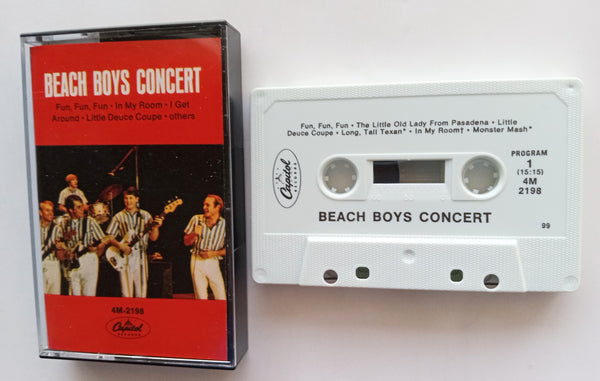 BEACH BOYS CONCERT
Fun, Fun, Fun • In My Room • I Get
Around • Little Deuce Coupe • others
4M-2198
Capitol
RECORDS
Fun, Fun, Fun • The Little Old Lady From Pasadena • Little
Deuce Coupe • Long, Tall Texan* • In My Room† • Monster Mash*
Capitol
RECORDS
PROGRAM
1
(15:15)
4M
2198
BEACH BOYS CONCERT
99